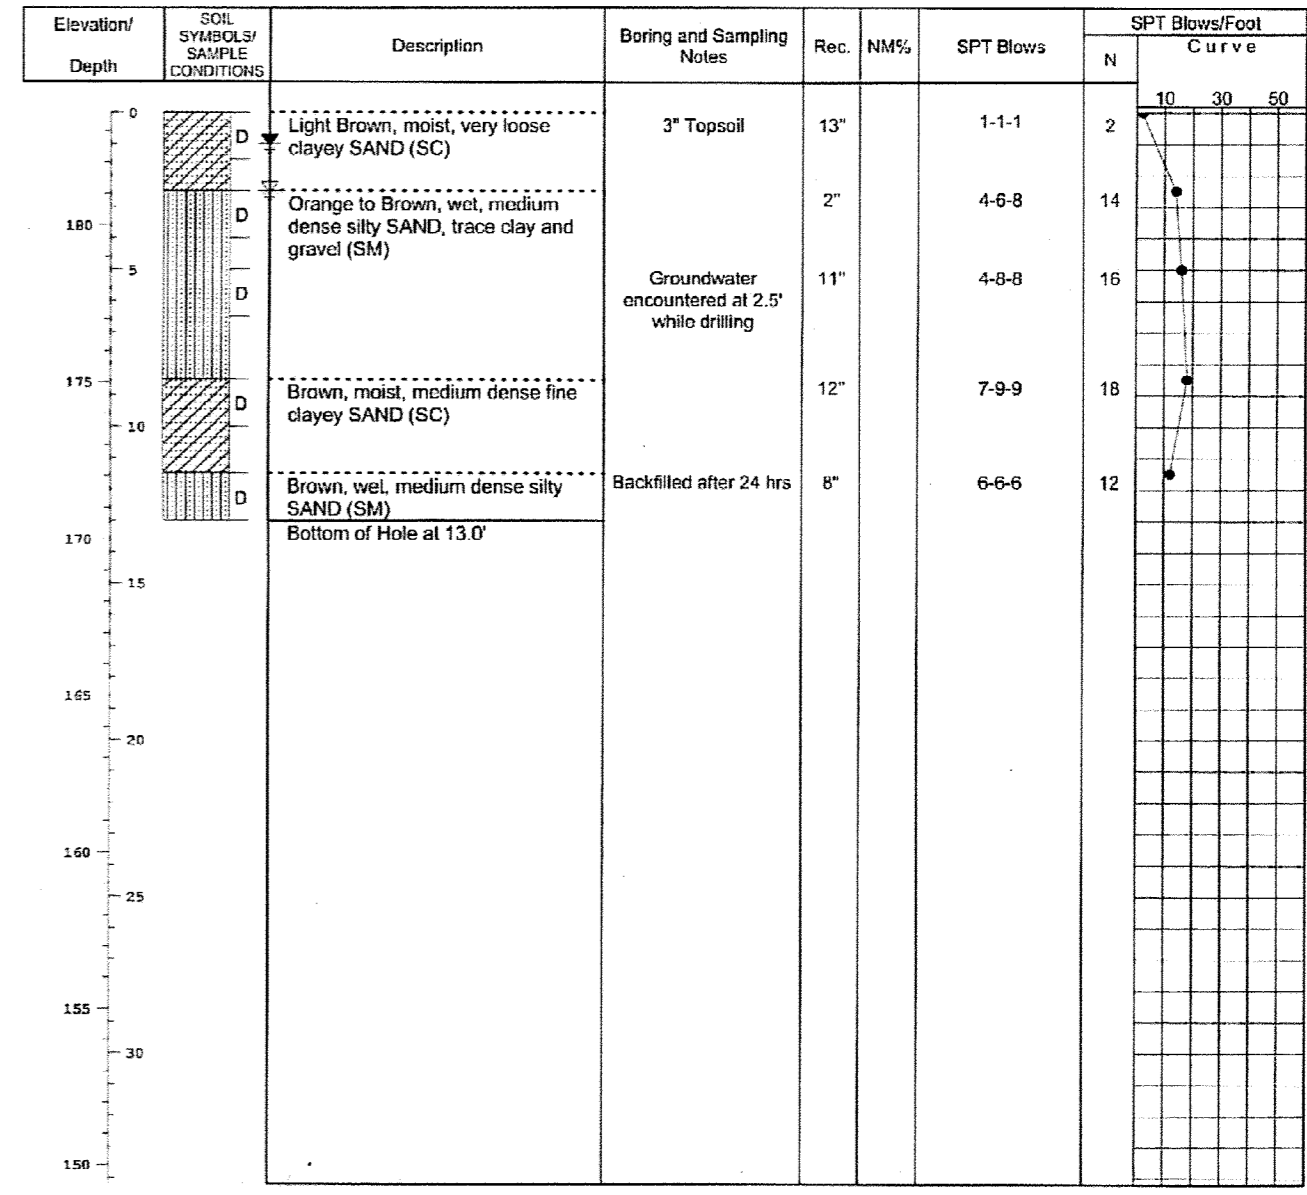 Elevation/
Depth
SOIL
SYMBOLS/
SAMPLE
CONDITIONS
Description
Boring and Sampling
Notes
Rec.
NM%
SPT Blows
SPT Blows/Foot
N
Curve
10 30 50
0
D
Light Brown, moist, very loose
clayey SAND (SC)
3" Topsoil
13"
1-1-1
2
180
D
Orange to Brown, wet, medium
dense silty SAND, trace clay and
gravel (SM)
2"
4-6-8
14
5
D
Groundwater
encountered at 2.5'
while drilling
11"
4-8-8
16
175
D
Brown, moist, medium dense fine
clayey SAND (SC)
12"
7-9-9
18
10
D
Brown, wet, medium dense silty
SAND (SM)
Backfilled after 24 hrs
8"
6-6-6
12
170
Bottom of Hole at 13.0'
15
165
20
160
25
155
30
150